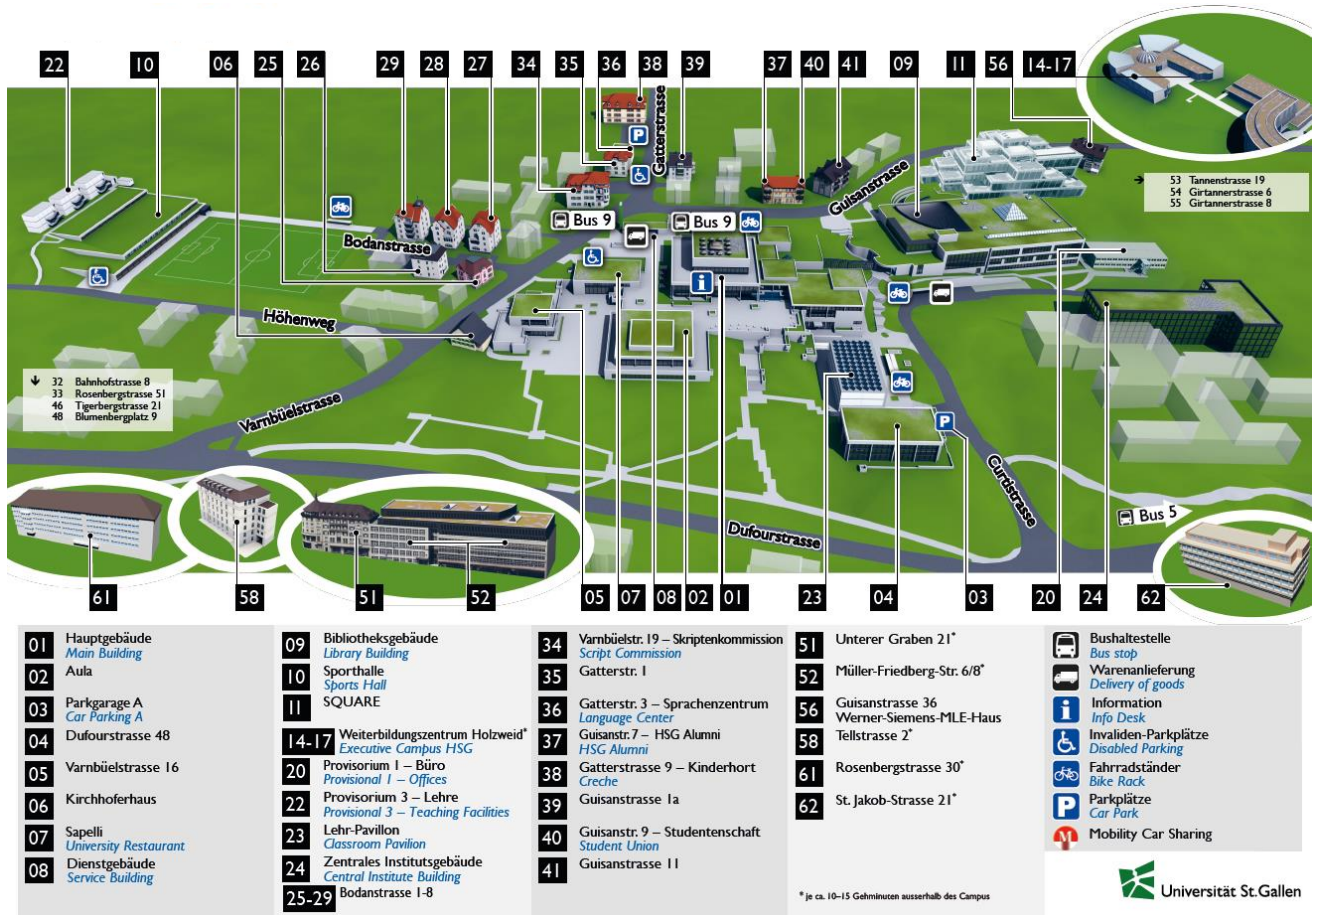 22 10 06 25 26 29 28 27 34 35 36 38 39 37 40 41 09 11 56 14-17
Gatterstrasse
Guisanstrasse
53 Tannenstrasse 19
54 Girtannerstrasse 6
55 Girtannerstrasse 8
P
Bus 9
Bus 9
Bodanstrasse
i
Höhenweg
32 Bahnhofstrasse 8
33 Rosenbergstrasse 51
46 Tigerbergstrasse 21
48 Blumenbergplatz 9
Varnbüelstrasse
P
Curtistrasse
Dufourstrasse
Bus 5
61 58 51 52 05 07 08 02 01 23 04 03 20 24 62
01 Hauptgebäude
Main Building
02 Aula
03 Parkgarage A
Car Parking A
04 Dufourstrasse 48
05 Varnbüelstrasse 16
06 Kirchhoferhaus
07 Sapelli
University Restaurant
08 Dienstgebäude
Service Building
09 Bibliotheksgebäude
Library Building
10 Sporthalle
Sports Hall
11 SQUARE
14-17 Weiterbildungszentrum Holzweid*
Executive Campus HSG
20 Provisorium 1 – Büro
Provisional 1 – Offices
22 Provisorium 3 – Lehre
Provisional 3 – Teaching Facilities
23 Lehr-Pavillon
Classroom Pavilion
24 Zentrales Institutsgebäude
Central Institute Building
25-29 Bodanstrasse 1-8
34 Varnbüelstr. 19 – Skriptenkommission
Script Commission
35 Gatterstr. 1
36 Gatterstr. 3 – Sprachenzentrum
Language Center
37 Guisanstr. 7 – HSG Alumni
HSG Alumni
38 Gatterstrasse 9 – Kinderhort
Creche
39 Guisanstrasse 1a
40 Guisanstr. 9 – Studentenschaft
Student Union
41 Guisanstrasse 11
51 Unterer Graben 21*
52 Müller-Friedberg-Str. 6/8*
56 Guisanstrasse 36
Werner-Siemens-MLE-Haus
58 Tellstrasse 2*
61 Rosenbergstrasse 30*
62 St. Jakob-Strasse 21*
* je ca. 10–15 Gehminuten ausserhalb des Campus
Bushaltestelle
Bus stop
Warenanlieferung
Delivery of goods
i Information
Info Desk
Invaliden-Parkplätze
Disabled Parking
Fahrradständer
Bike Rack
P Parkplätze
Car Park
M Mobility Car Sharing
Universität St.Gallen